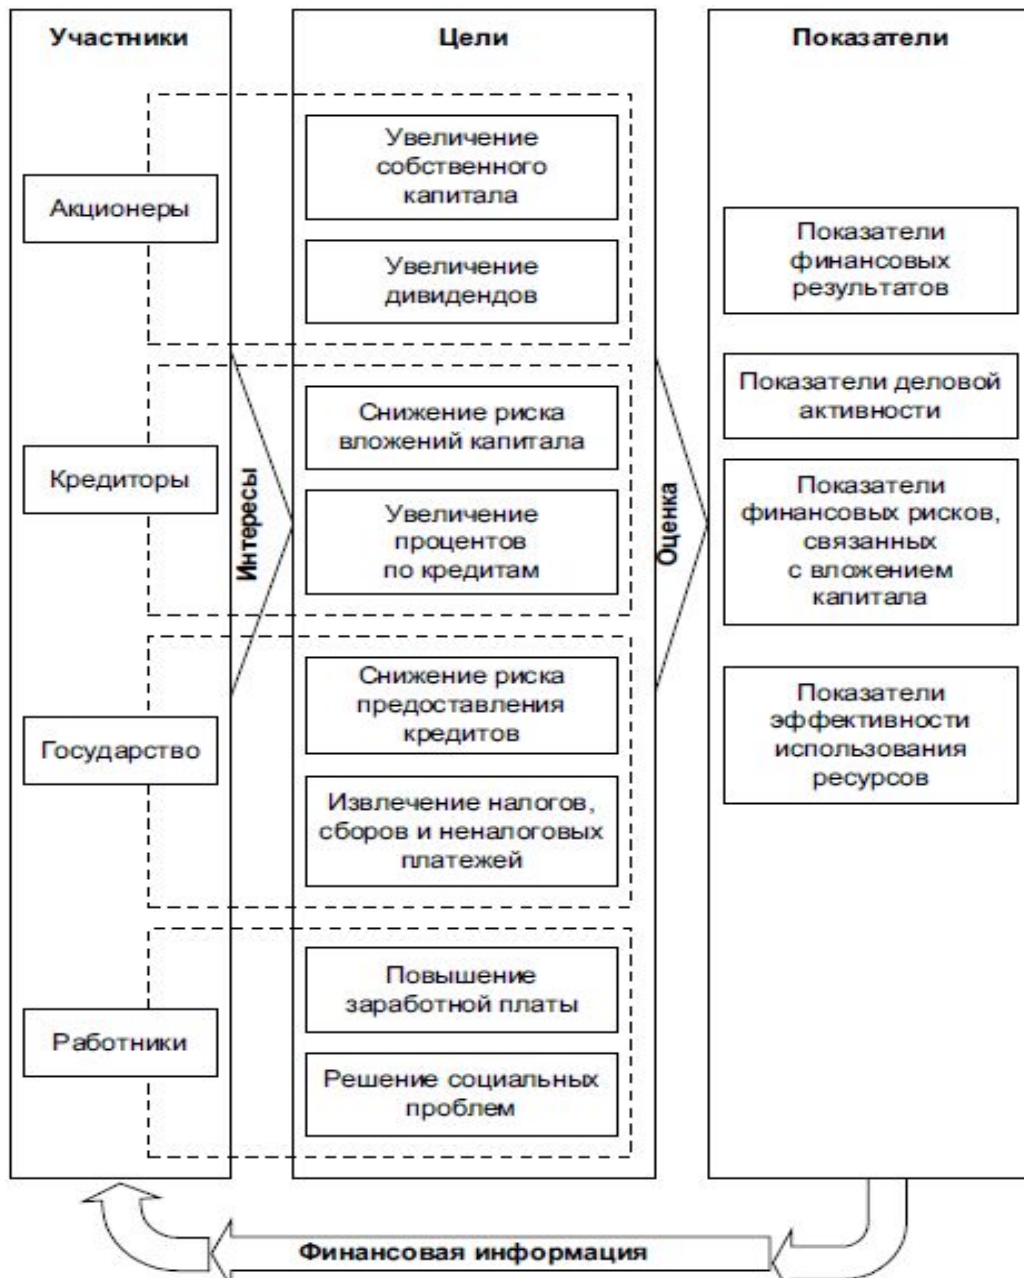 Участники
Акционеры
Кредиторы
Государство
Работники
Интересы
Цели
Увеличение
собственного
капитала
Увеличение
дивидендов
Снижение риска
вложений капитала
Увеличение
процентов
по кредитам
Снижение риска
предоставления
кредитов
Извлечение налогов,
сборов и неналоговых
платежей
Повышение
заработной платы
Решение социальных
проблем
Оценка
Показатели
Показатели
финансовых
результатов
Показатели деловой
активности
Показатели
финансовых рисков,
связанных
с вложением
капитала
Показатели
эффективности
использования
ресурсов
Финансовая информация